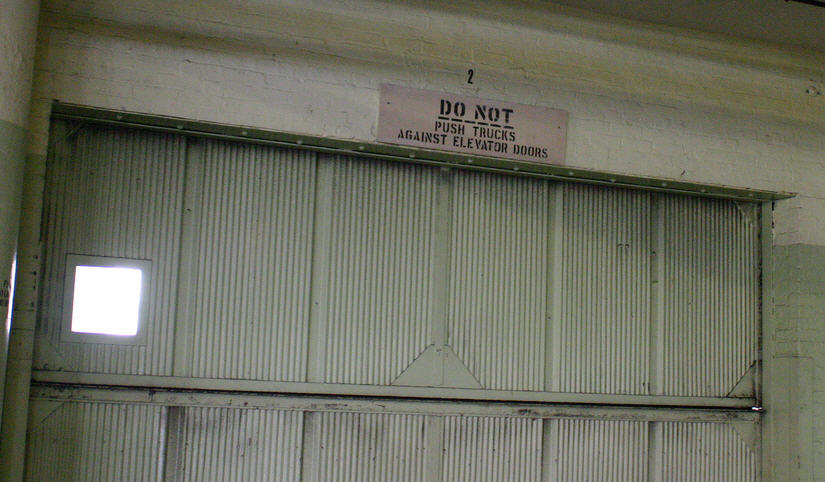 2
DO NOT
PUSH TRUCKS
AGAINST ELEVATOR DOORS